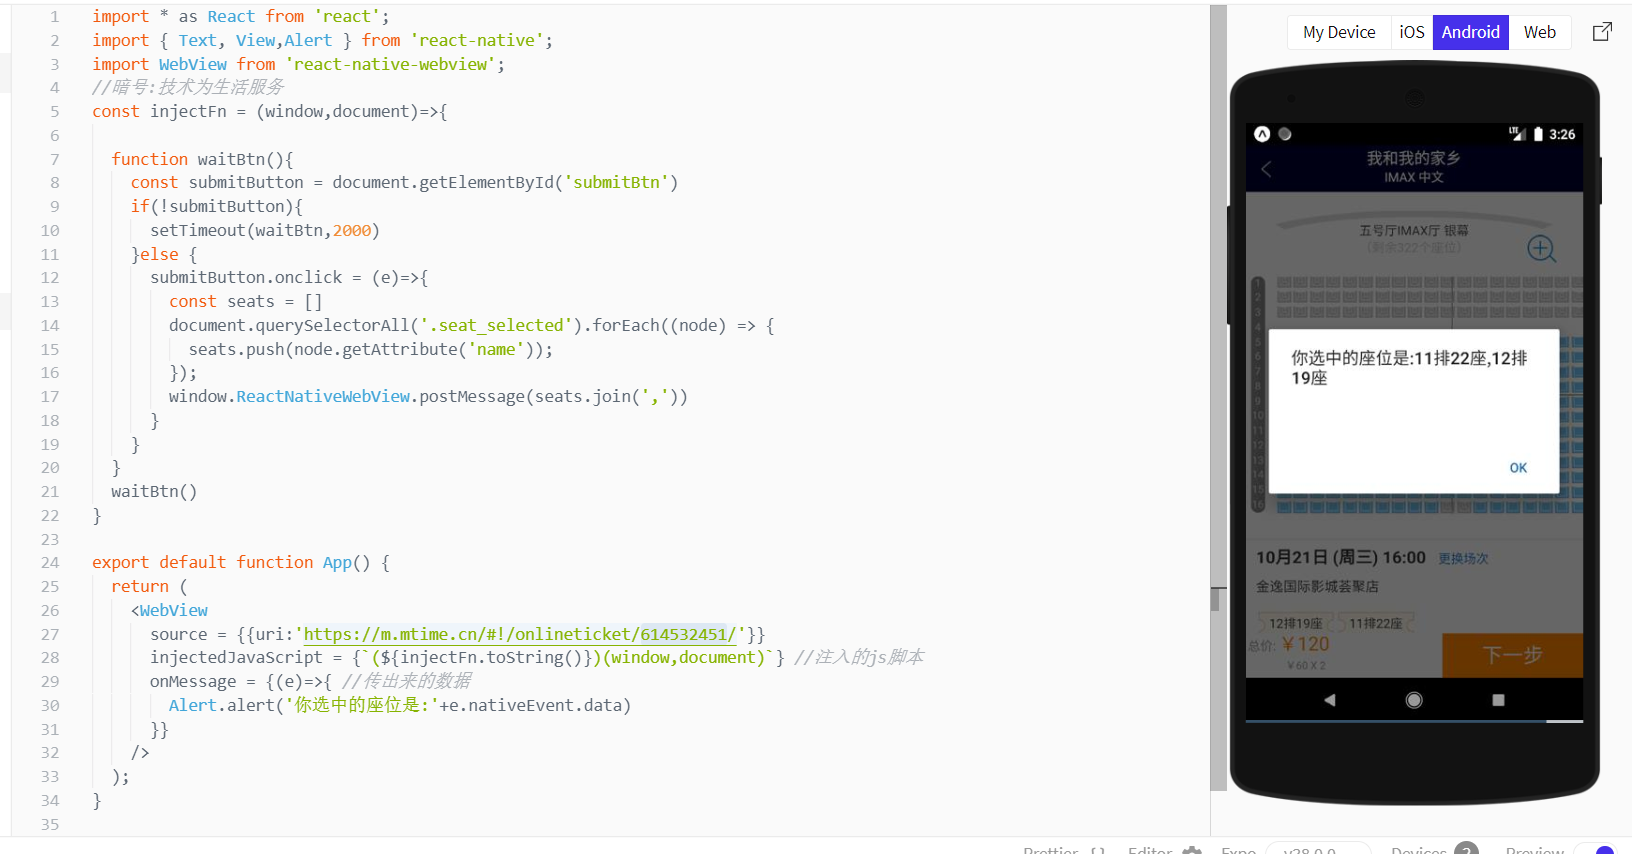 1 import * as React from 'react';
2 import { Text, View,Alert } from 'react-native';
3 import WebView from 'react-native-webview';
4 //暗号:技术为生活服务
5 const injectFn = (window,document)=>{
6
7 function waitBtn(){
8 const submitButton = document.getElementById('submitBtn')
9 if(!submitButton){
10 setTimeout(waitBtn,2000)
11 }else {
12 submitButton.onclick = (e)=>{
13 const seats = []
14 document.querySelectorAll('.seat_selected').forEach((node) => {
15 seats.push(node.getAttribute('name'));
16 });
17 window.ReactNativeWebView.postMessage(seats.join(','))
18 }
19 }
20 }
21 waitBtn()
22 }
23
24 export default function App() {
25 return (
26 <WebView
27 source = {{uri:'https://m.mtime.cn/#!/onlineticket/614532451/'}}
28 injectedJavaScript = {`(${injectFn.toString()})(window,document)`} //注入的js脚本
29 onMessage = {(e)=>{ //传出来的数据
30 Alert.alert('你选中的座位是:'+e.nativeEvent.data)
31 }}
32 />
33 );
34 }
35
My Device iOS Android Web
LTE 3:26
我和我的家乡
IMAX 中文
五号厅IMAX厅 银幕
(剩余322个座位)
你选中的座位是:11排22座,12排
19座
OK
10月21日 (周三) 16:00 更换场次
金逸国际影城荟聚店
12排19座 11排22座
总价: ￥120
￥60 X 2
下一步
Prettier {} Editor Expo v38.0.0 Devices 2 Preview